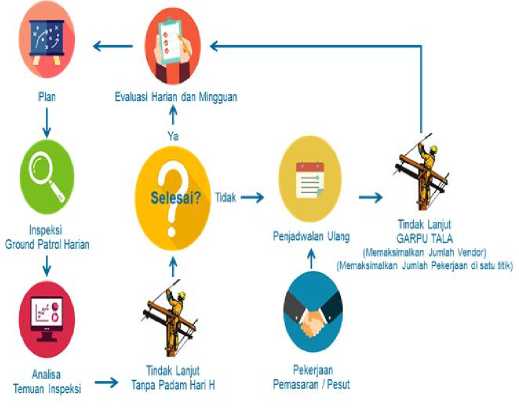 Plan
Evaluasi Harian dan Mingguan
Ya
Selesai?
Tidak
Inspeksi
Ground Patrol Harian
Penjadwalan Ulang
Tindak Lanjut
GARPU TALA
(Memaksimalkan Jumlah Vendor)
(Memaksimalkan Jumlah Pekerjaan di satu titik)
Analisa
Temuan Inspeksi
Tindak Lanjut
Tanpa Padam Hari H
Pekerjaan
Pemasaran / Pesut